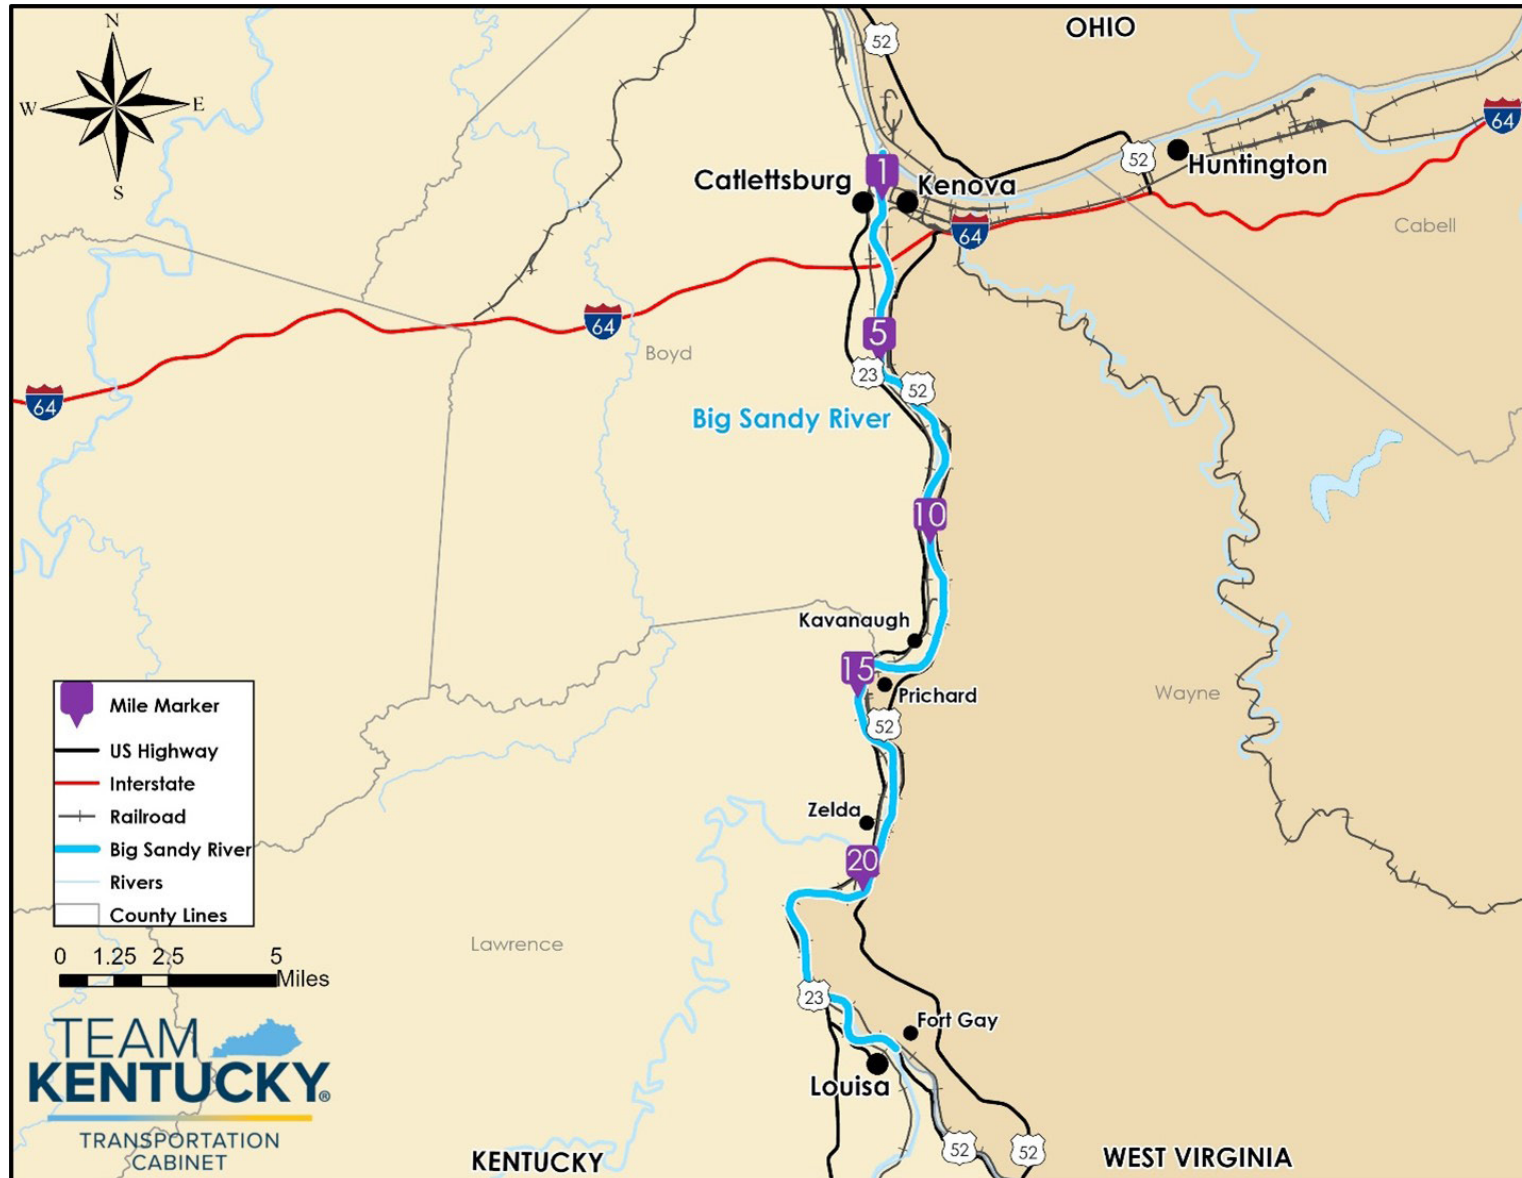 N
W
E
S
OHIO
52
64
52
Huntington
1
Catlettsburg
Kenova
64
Cabell
64
5
Boyd
23
52
64
Big Sandy River
10
Kavanaugh
15
Prichard
Wayne
52
Mile Marker
US Highway
Interstate
Railroad
Big Sandy River
Rivers
County Lines
Zelda
20
Lawrence
0 1.25 2.5 5
Miles
23
Fort Gay
Louisa
TEAM
KENTUCKY®
TRANSPORTATION
CABINET
52
52
KENTUCKY
WEST VIRGINIA